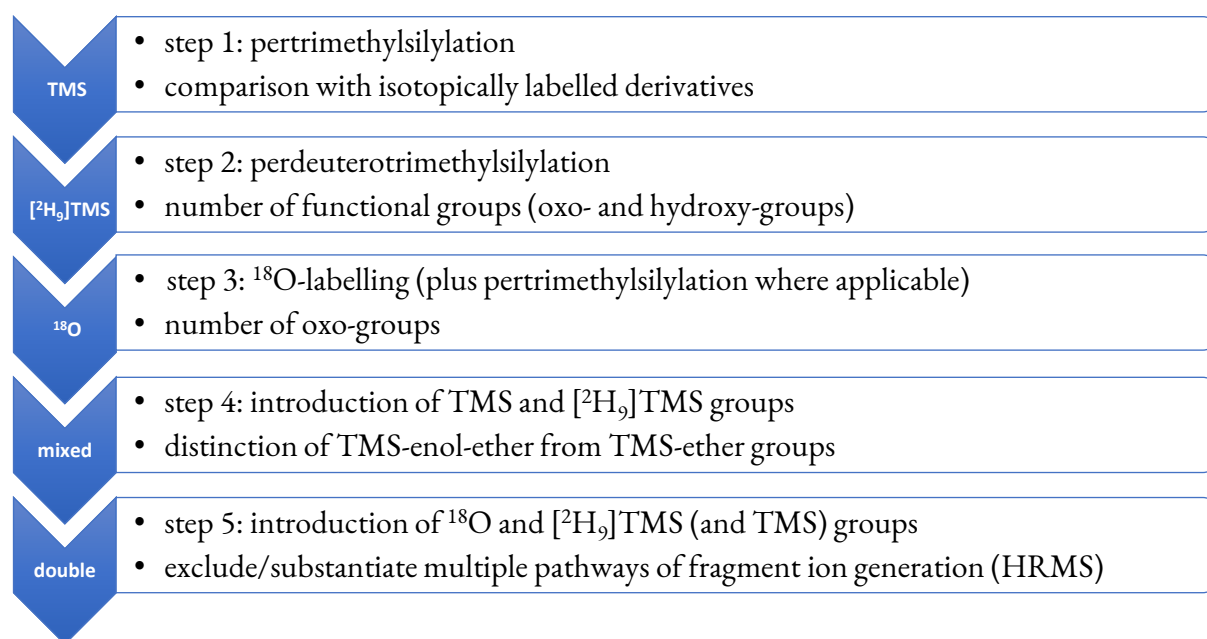 • step 1: pertrimethylsilylation
TMS
• comparison with isotopically labelled derivatives
• step 2: perdeuterotrimethylsilylation
[²H₉]TMS
• number of functional groups (oxo- and hydroxy-groups)
• step 3: ¹⁸O-labelling (plus pertrimethylsilylation where applicable)
¹⁸O
• number of oxo-groups
• step 4: introduction of TMS and [²H₉]TMS groups
mixed
• distinction of TMS-enol-ether from TMS-ether groups
• step 5: introduction of ¹⁸O and [²H₉]TMS (and TMS) groups
double
• exclude/substantiate multiple pathways of fragment ion generation (HRMS)